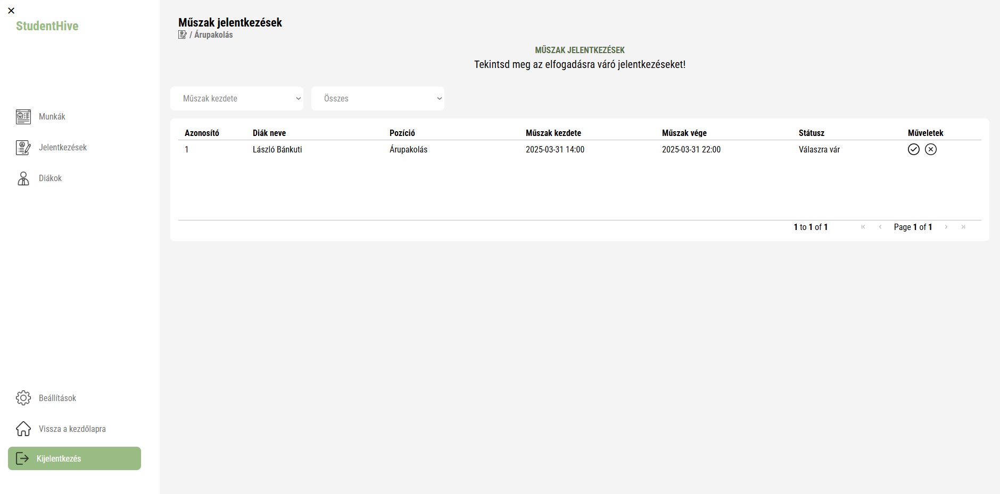 StudentHive
Munkák
Jelentkezések
Diákok
Beállítások
Vissza a kezdőlapra
Kijelentkezés
Műszak jelentkezések
/ Árupakolás
MŰSZAK JELENTKEZÉSEK
Tekintsd meg az elfogadásra váró jelentkezéseket!
Műszak kezdete Összes
Azonosító Diák neve Pozíció Műszak kezdete Műszak vége Státusz Műveletek
1 László Bánkuti Árupakolás 2025-03-31 14:00 2025-03-31 22:00 Válaszra vár
1 to 1 of 1 Page 1 of 1